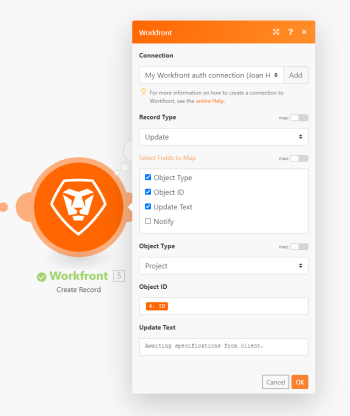 Workfront
?
×
Connection
My Workfront auth connection (Joan H
Add
For more information on how to create a connection to
Workfront, see the online Help.
Record Type
map:
Update
Select Fields to Map
map:
Object Type
Object ID
Update Text
Notify
Object Type
map:
Project
Object ID
4. ID
Update Text
Awaiting specifications from client.
Cancel
OK
Workfront 5
Create Record